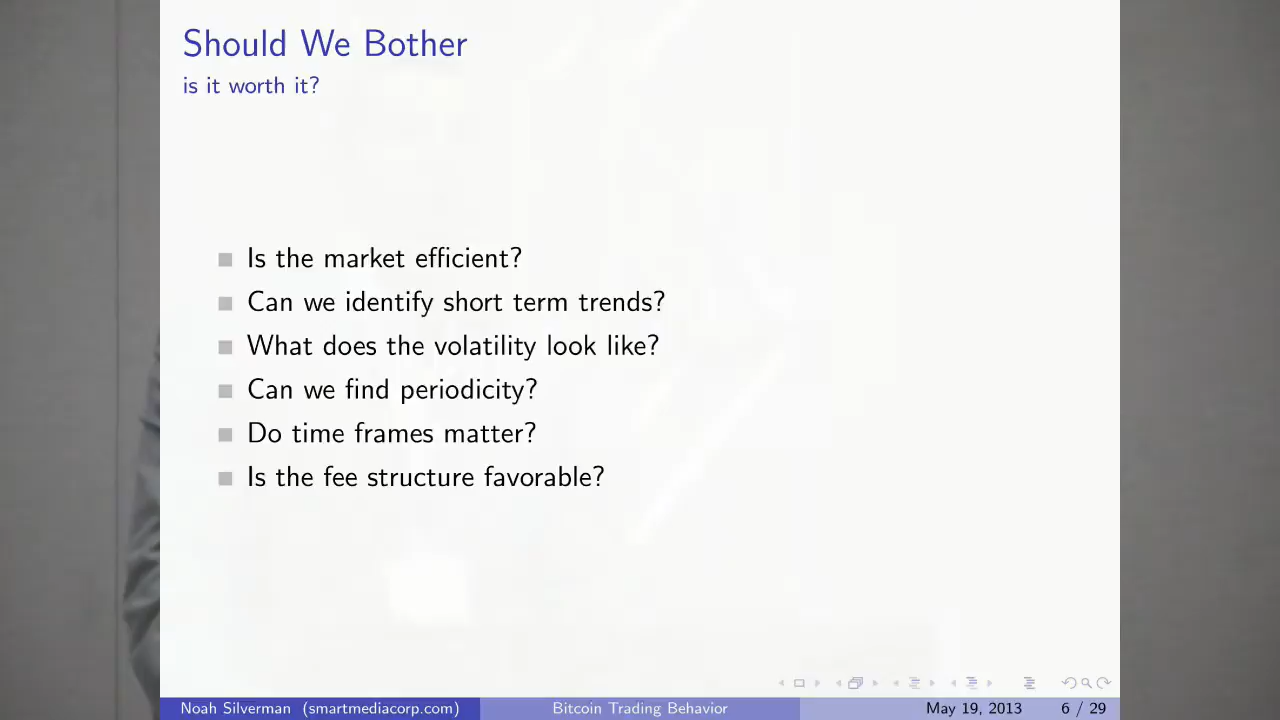 Should We Bother
is it worth it?
Is the market efficient?
Can we identify short term trends?
What does the volatility look like?
Can we find periodicity?
Do time frames matter?
Is the fee structure favorable?
Noah Silverman (smartmediacorp.com) Bitcoin Trading Behavior May 19, 2013 6 / 29